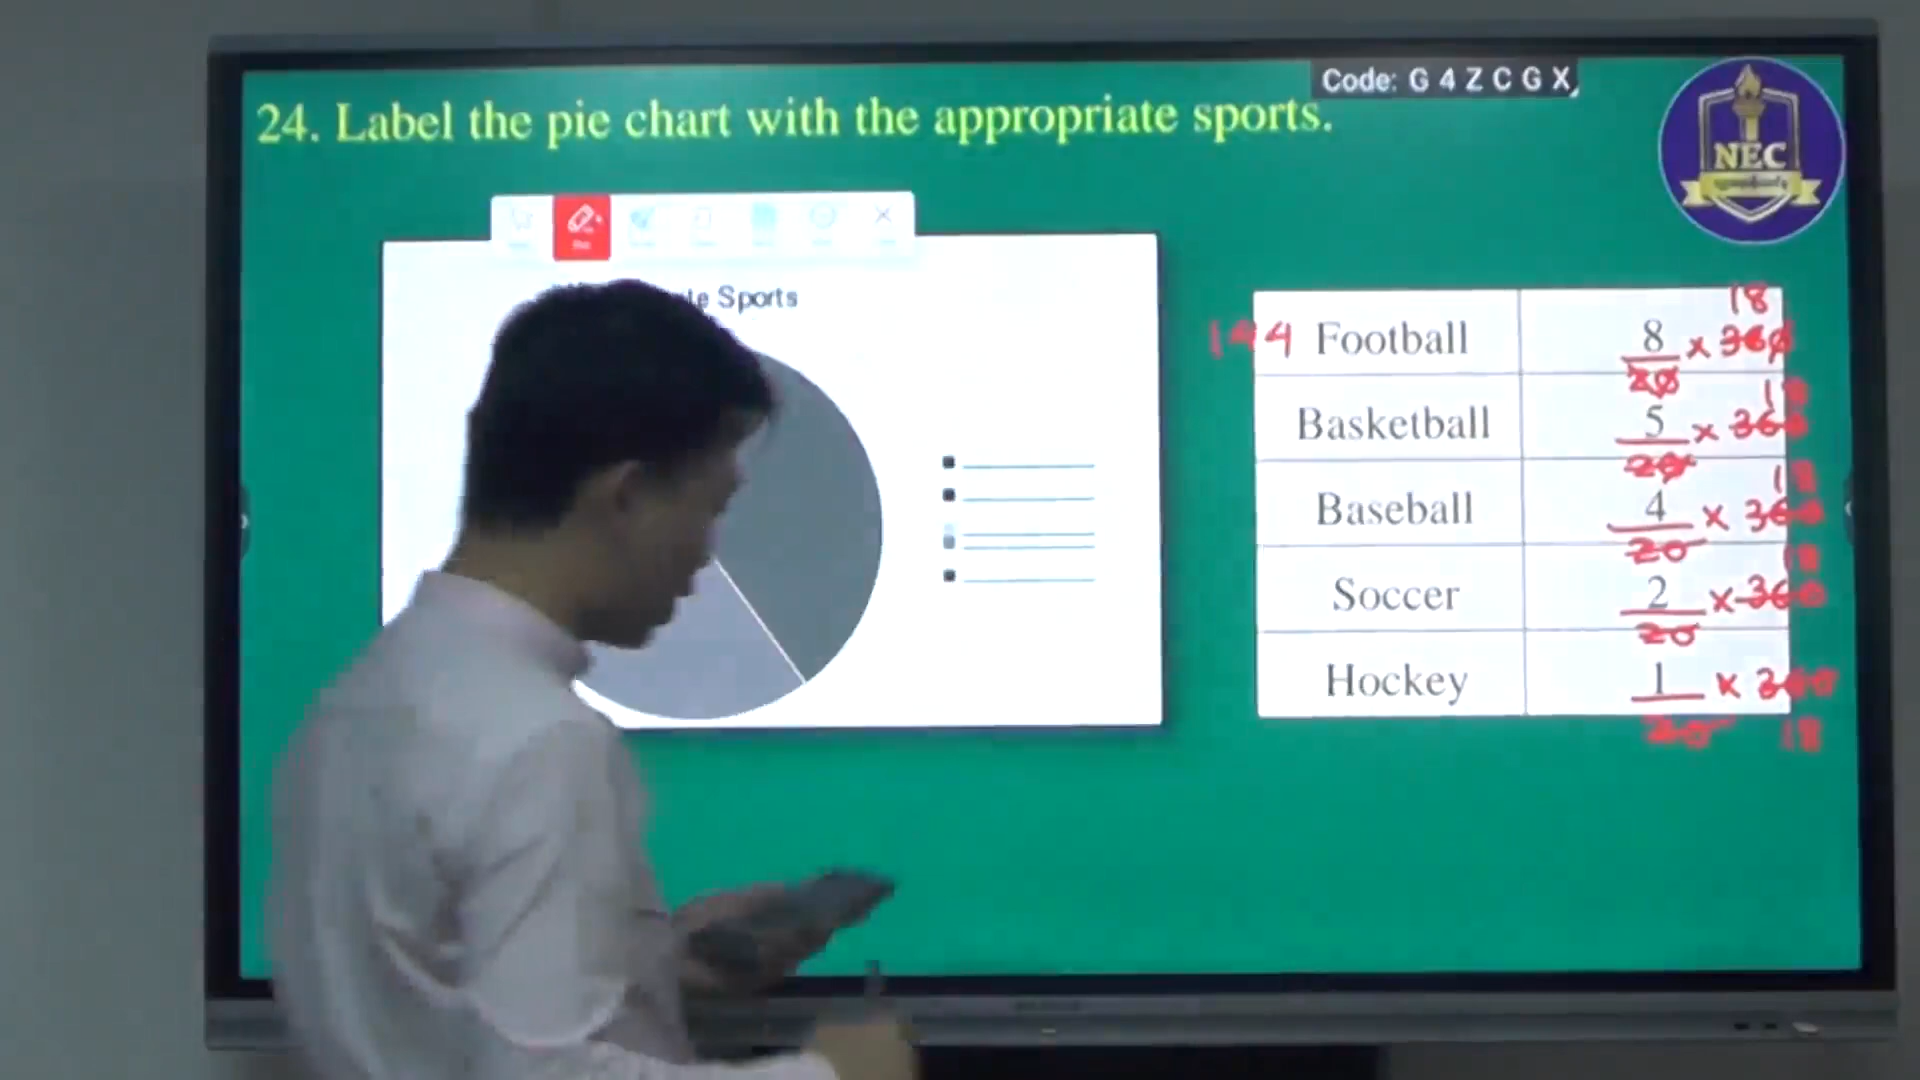 Code: G 4 Z C G X
24. Label the pie chart with the appropriate sports.
NEC
Sports
18
144 Football 8 × 360
20
18
Basketball 5 × 360
20
18
Baseball 4 × 360
20
18
Soccer 2 × 360
20
Hockey 1 × 360
20 18